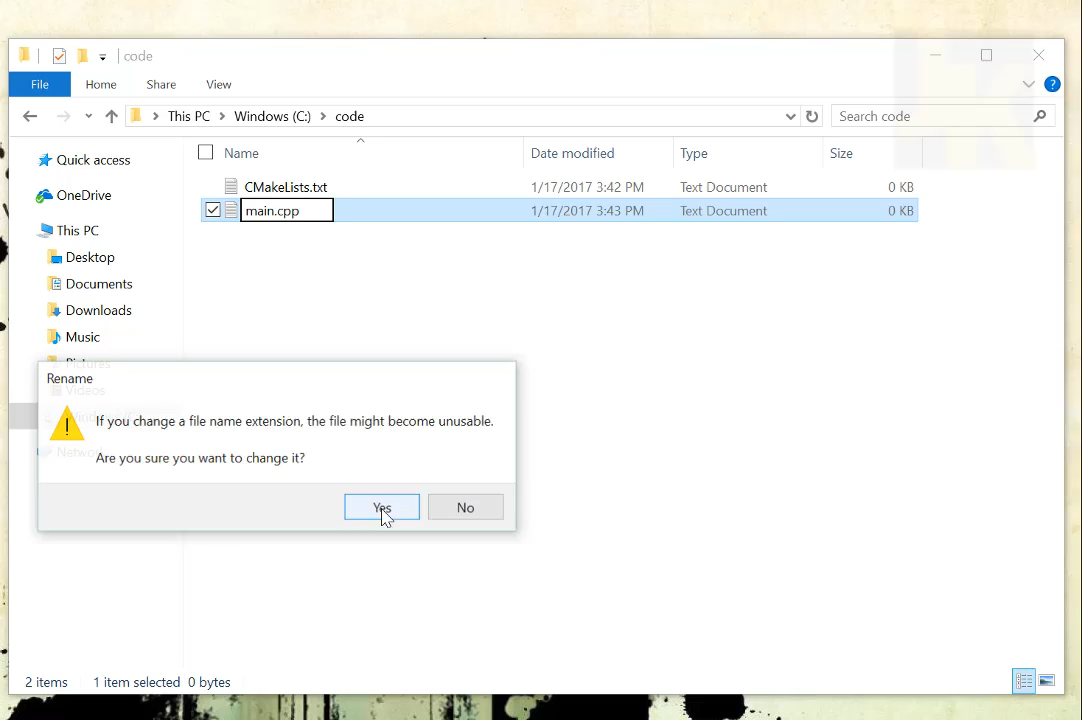 code
File Home Share View
This PC Windows (C:) code Search code
Name Date modified Type Size
Quick access
OneDrive
This PC
Desktop
Documents
Downloads
Music
Pictures
Videos
Network
CMakeLists.txt 1/17/2017 3:42 PM Text Document 0 KB
main.cpp 1/17/2017 3:43 PM Text Document 0 KB
Rename
If you change a file name extension, the file might become unusable.
Are you sure you want to change it?
Yes No
2 items 1 item selected 0 bytes